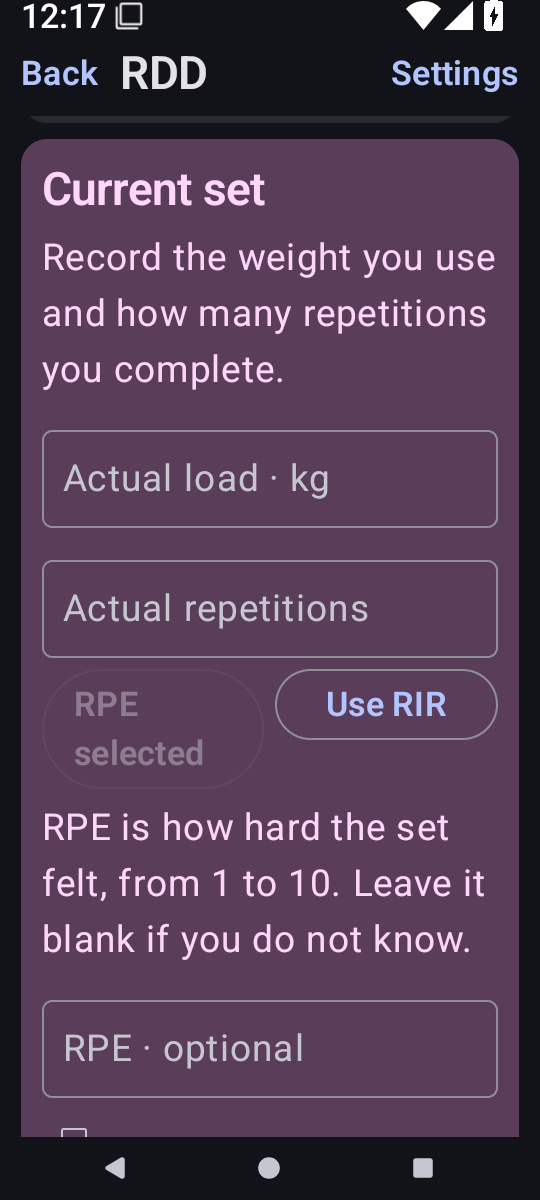 12:17
Back RDD Settings
Current set
Record the weight you use
and how many repetitions
you complete.
Actual load · kg
Actual repetitions
RPE
selected
Use RIR
RPE is how hard the set
felt, from 1 to 10. Leave it
blank if you do not know.
RPE · optional